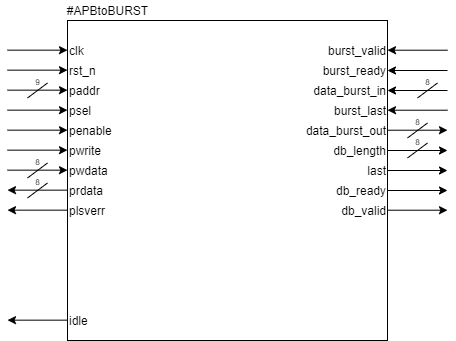 #APBtoBURST
clk
rst_n
9
paddr
psel
penable
pwrite
8
pwdata
8
prdata
plsverr
idle
burst_valid
burst_ready
8
data_burst_in
burst_last
8
data_burst_out
8
db_length
last
db_ready
db_valid